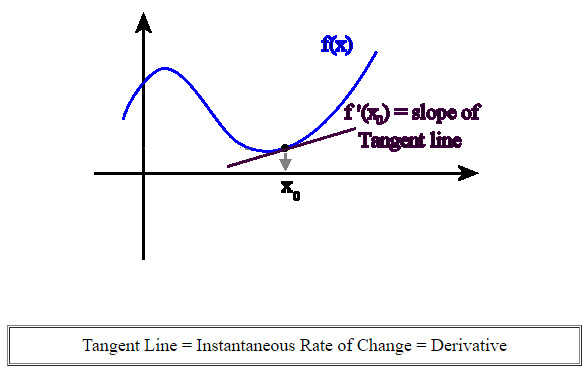 f(x)
f '(x₀) = slope of
Tangent line
x₀
Tangent Line = Instantaneous Rate of Change = Derivative